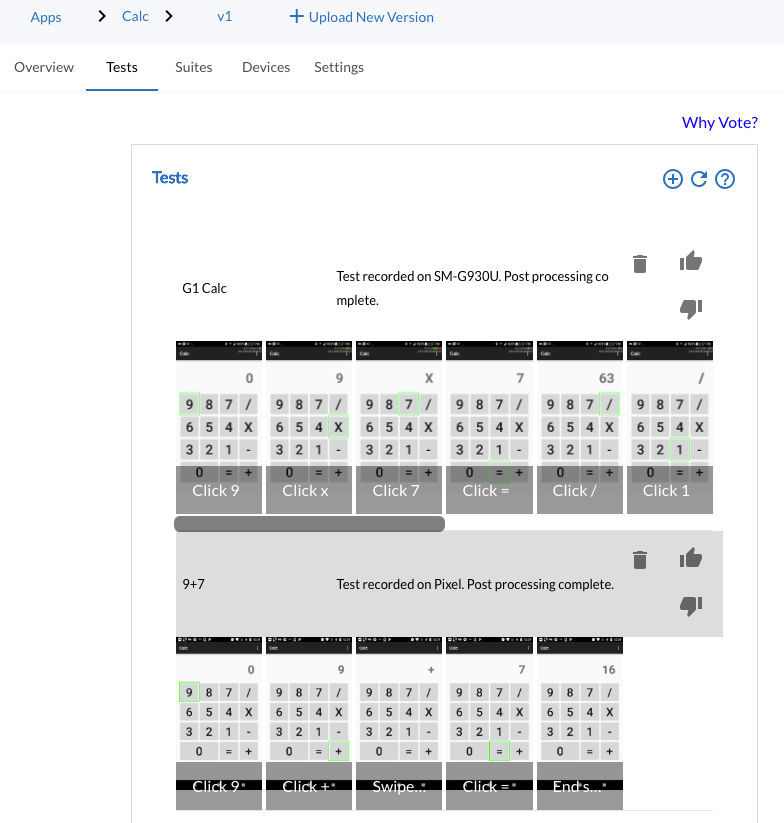 Apps > Calc > v1 + Upload New Version
Overview Tests Suites Devices Settings
Why Vote?
Tests
G1 Calc
Test recorded on SM-G930U. Post processing co
mplete.
Calc Calc Calc Calc Calc Calc
0 9 X 7 63 /
9 8 7 / 9 8 7 / 9 8 7 / 9 8 7 / 9 8 7 / 9 8 7 /
6 5 4 X 6 5 4 X 6 5 4 X 6 5 4 X 6 5 4 X 6 5 4 X
3 2 1 - 3 2 1 - 3 2 1 - 3 2 1 - 3 2 1 - 3 2 1 -
0 = + 0 = + 0 = + 0 = + 0 = + 0 = +
Click 9 Click x Click 7 Click = Click / Click 1
9+7
Test recorded on Pixel. Post processing complete.
Calc Calc Calc Calc Calc
0 9 + 7 16
9 8 7 / 9 8 7 / 9 8 7 / 9 8 7 / 9 8 7 /
6 5 4 X 6 5 4 X 6 5 4 X 6 5 4 X 6 5 4 X
3 2 1 - 3 2 1 - 3 2 1 - 3 2 1 - 3 2 1 -
0 = + 0 = + 0 = + 0 = + 0 = +
Click 9 Click + Swipe... Click = End s...